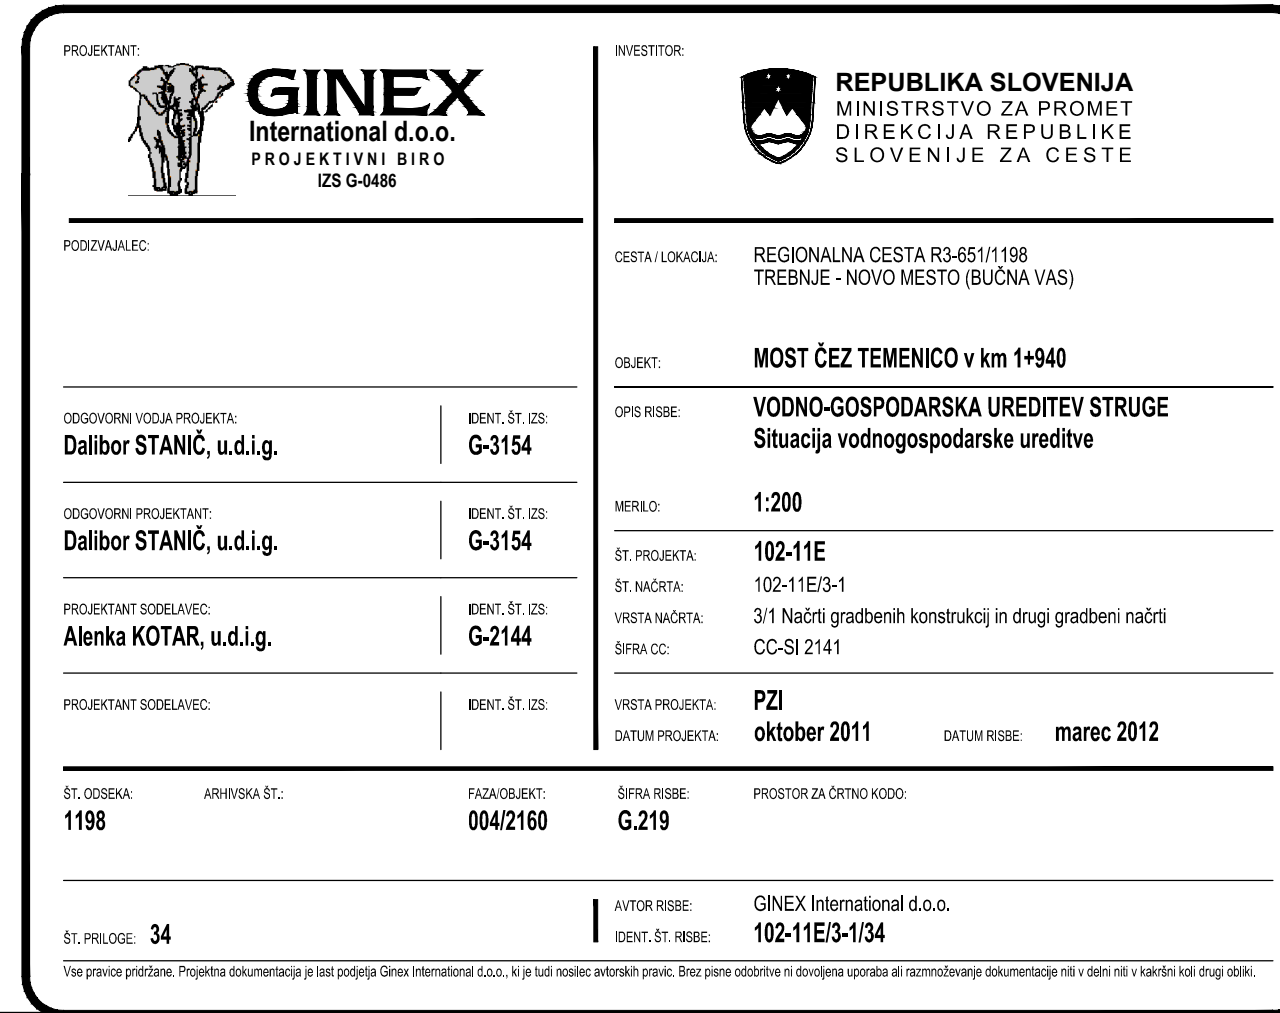 PROJEKTANT:
GINEX
International d.o.o.
PROJEKTIVNI BIRO
IZS G-0486
INVESTITOR:
REPUBLIKA SLOVENIJA
MINISTRSTVO ZA PROMET
DIREKCIJA REPUBLIKE
SLOVENIJE ZA CESTE
PODIZVAJALEC:
CESTA / LOKACIJA: REGIONALNA CESTA R3-651/1198
TREBNJE - NOVO MESTO (BUČNA VAS)
OBJEKT: MOST ČEZ TEMENICO v km 1+940
ODGOVORNI VODJA PROJEKTA: IDENT. ŠT. IZS:
Dalibor STANIČ, u.d.i.g. G-3154
OPIS RISBE: VODNO-GOSPODARSKA UREDITEV STRUGE
Situacija vodnogospodarske ureditve
MERILO: 1:200
ODGOVORNI PROJEKTANT: IDENT. ŠT. IZS:
Dalibor STANIČ, u.d.i.g. G-3154
ŠT. PROJEKTA: 102-11E
ŠT. NAČRTA: 102-11E/3-1
VRSTA NAČRTA: 3/1 Načrti gradbenih konstrukcij in drugi gradbeni načrti
ŠIFRA CC: CC-SI 2141
PROJEKTANT SODELAVEC: IDENT. ŠT. IZS:
Alenka KOTAR, u.d.i.g. G-2144
PROJEKTANT SODELAVEC: IDENT. ŠT. IZS:
VRSTA PROJEKTA: PZI
DATUM PROJEKTA: oktober 2011 DATUM RISBE: marec 2012
ŠT. ODSEKA: ARHIVSKA ŠT.: FAZA/OBJEKT: ŠIFRA RISBE: PROSTOR ZA ČRTNO KODO:
1198 004/2160 G.219
AVTOR RISBE: GINEX International d.o.o.
ŠT. PRILOGE: 34 IDENT. ŠT. RISBE: 102-11E/3-1/34
Vse pravice pridržane. Projektna dokumentacija je last podjetja Ginex International d.o.o., ki je tudi nosilec avtorskih pravic. Brez pisne odobritve ni dovoljena uporaba ali razmnoževanje dokumentacije niti v delni niti v kakršni koli drugi obliki.